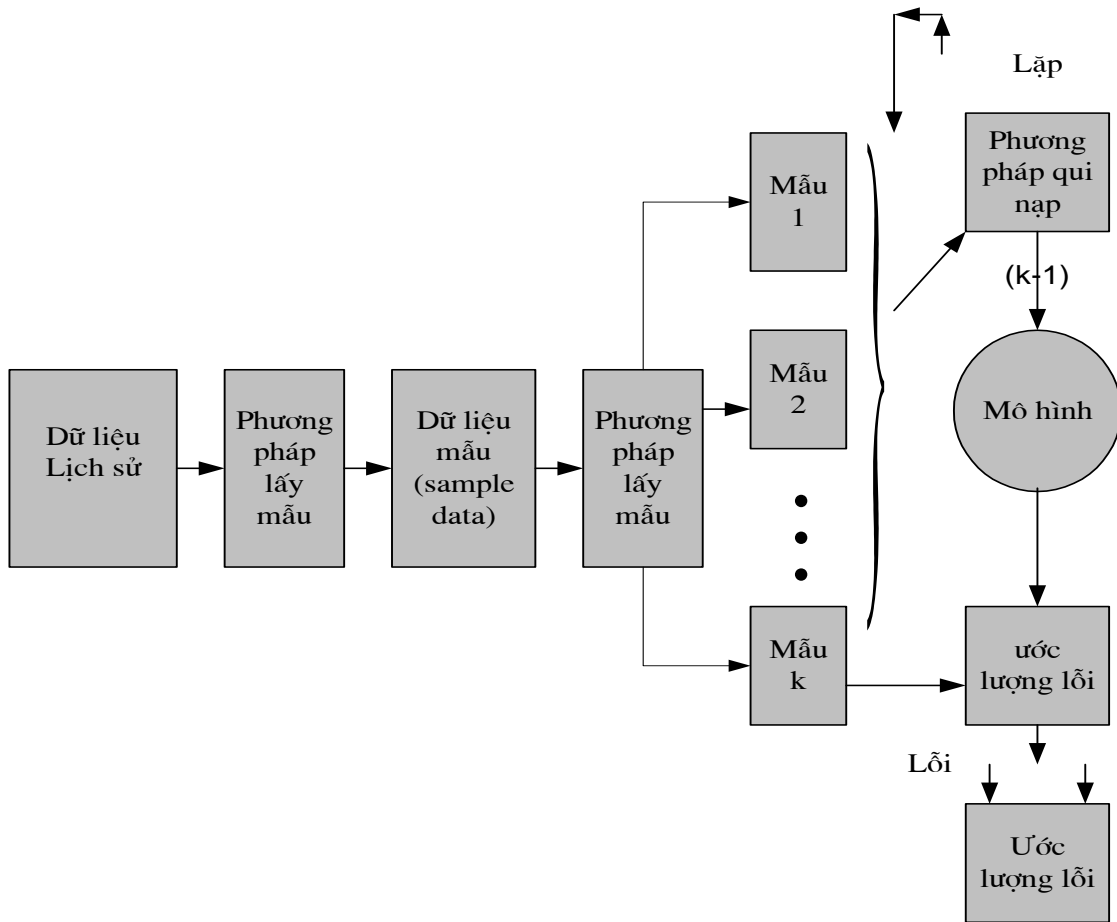 Lặp
Phương
pháp qui
nạp
(k-1)
Mô hình
Mẫu
1
Mẫu
2
Mẫu
k
Dữ liệu
Lịch sử
Phương
pháp
lấy
mẫu
Dữ liệu
mẫu
(sample
data)
Phương
pháp
lấy
mẫu
ước
lượng lỗi
Lỗi
Ước
lượng lỗi